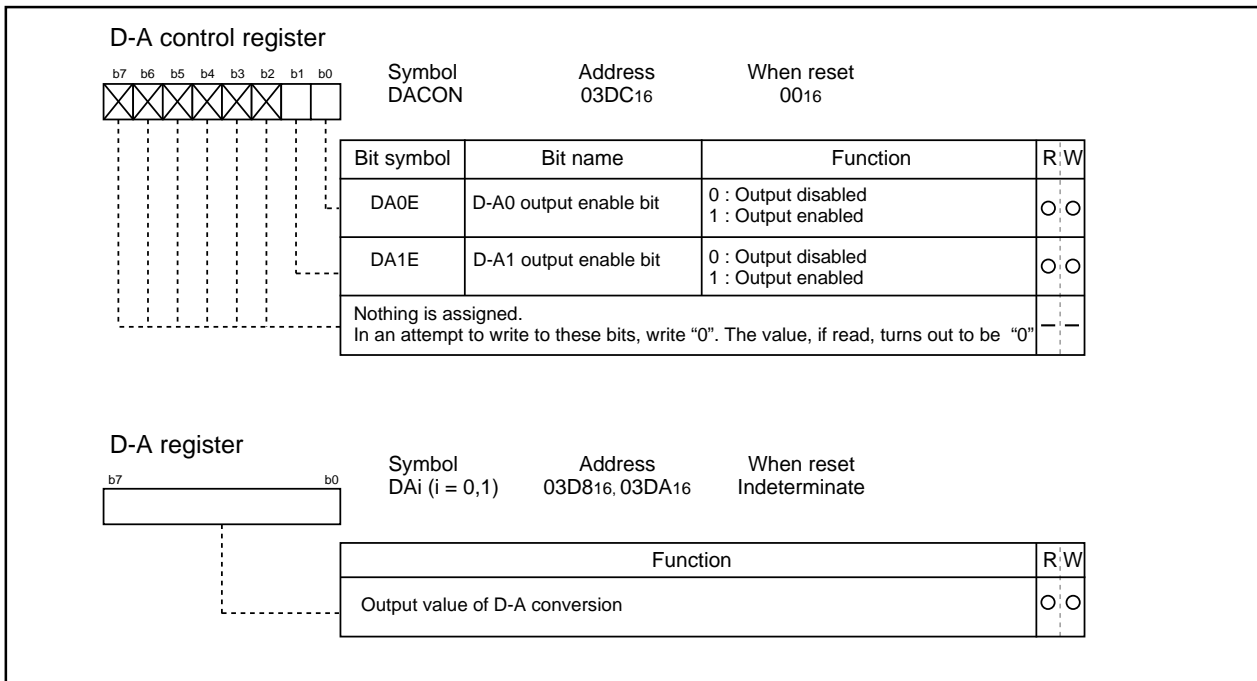 D-A control register
b7 b6 b5 b4 b3 b2 b1 b0
Symbol Address When reset
DACON 03DC16 0016
Bit symbol Bit name Function R W
DA0E D-A0 output enable bit 0 : Output disabled
1 : Output enabled
DA1E D-A1 output enable bit 0 : Output disabled
1 : Output enabled
Nothing is assigned.
In an attempt to write to these bits, write “0”. The value, if read, turns out to be “0”
D-A register
b7 b0
Symbol Address When reset
DAi (i = 0,1) 03D816, 03DA16 Indeterminate
Function R W
Output value of D-A conversion